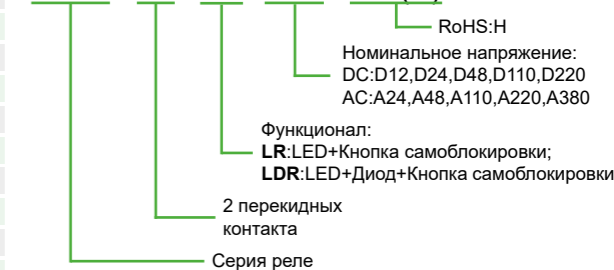 RoHS:H
Номинальное напряжение:
DC:D12,D24,D48,D110,D220
AC:A24,A48,A110,A220,A380
Функционал:
LR:LED+Кнопка самоблокировки;
LDR:LED+Диод+Кнопка самоблокировки
2 перекидных
контакта
Серия реле